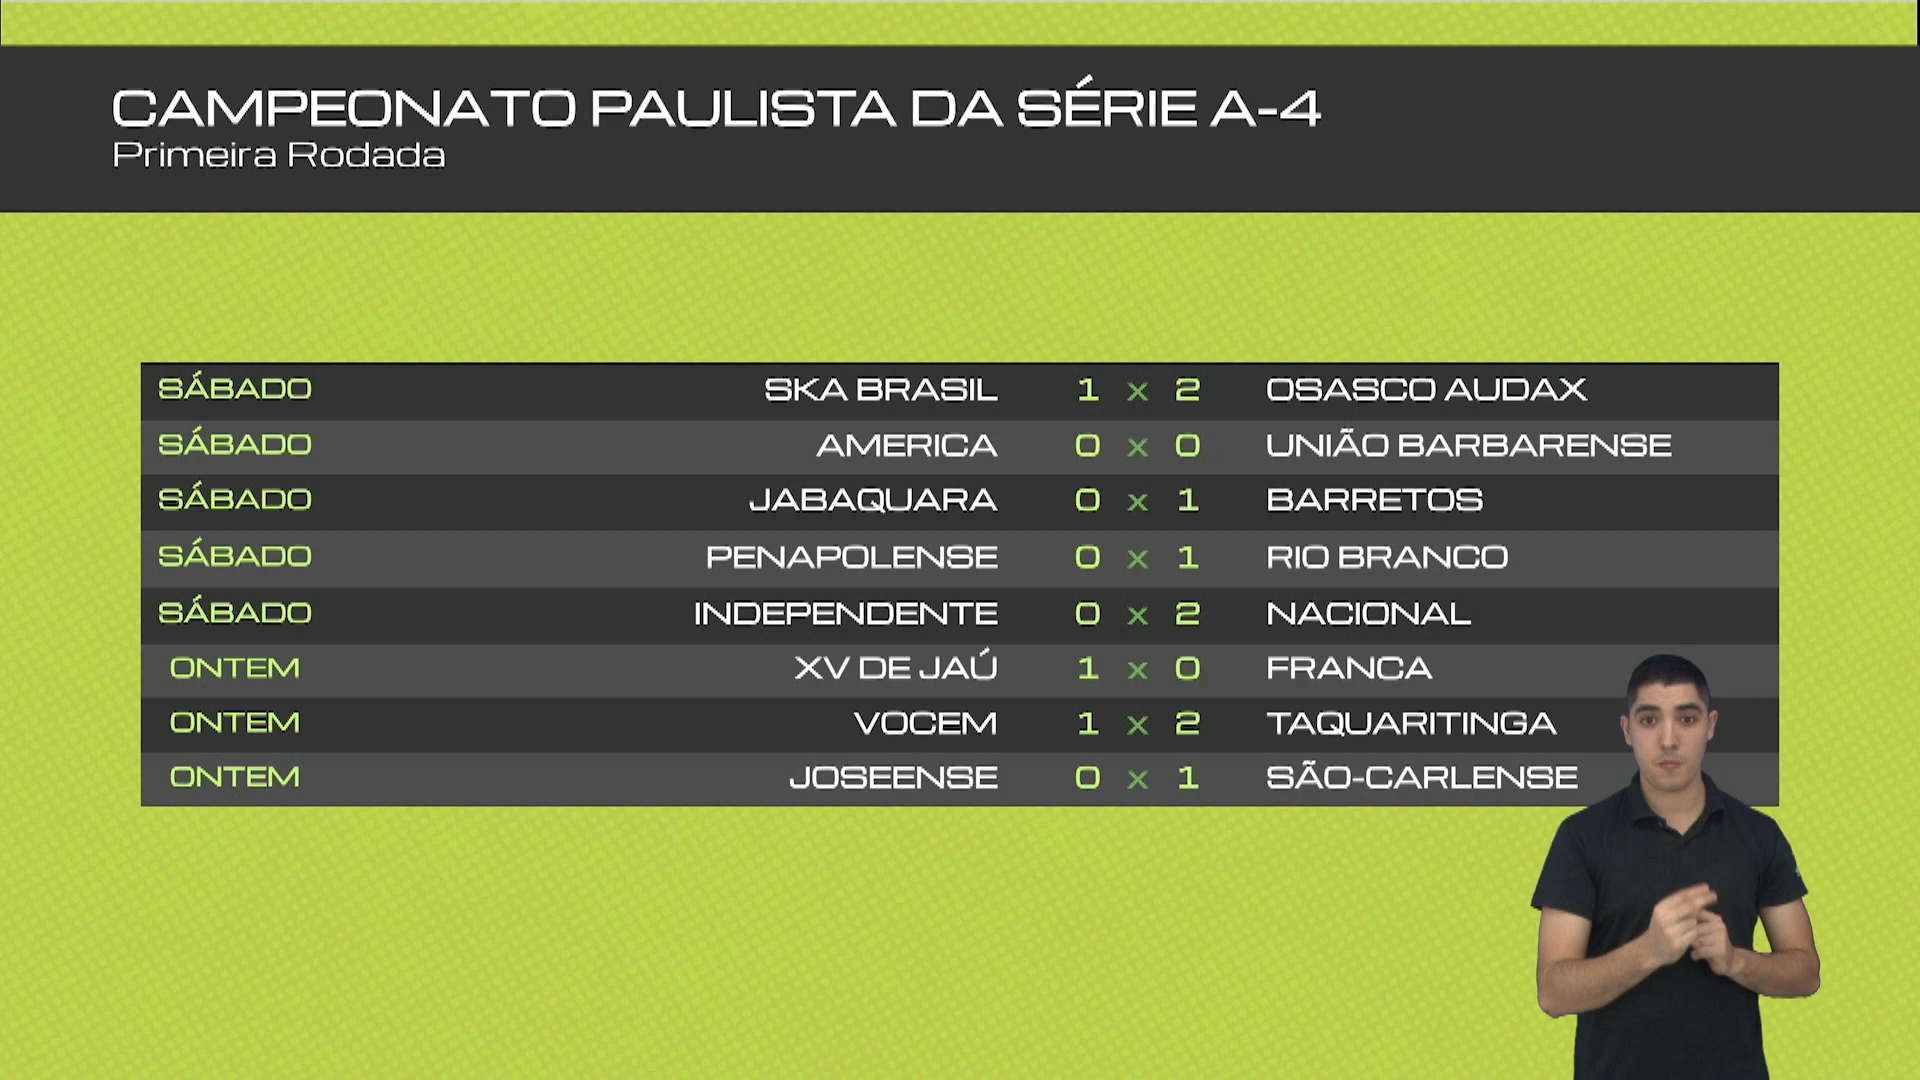 CAMPEONATO PAULISTA DA SÉRIE A-4
Primeira Rodada
SÁBADO SKA BRASIL 1 x 2 OSASCO AUDAX
SÁBADO AMERICA 0 x 0 UNIÃO BARBARENSE
SÁBADO JABAQUARA 0 x 1 BARRETOS
SÁBADO PENAPOLENSE 0 x 1 RIO BRANCO
SÁBADO INDEPENDENTE 0 x 2 NACIONAL
ONTEM XV DE JAÚ 1 x 0 FRANCA
ONTEM VOCEM 1 x 2 TAQUARITINGA
ONTEM JOSEENSE 0 x 1 SÃO-CARLENSE